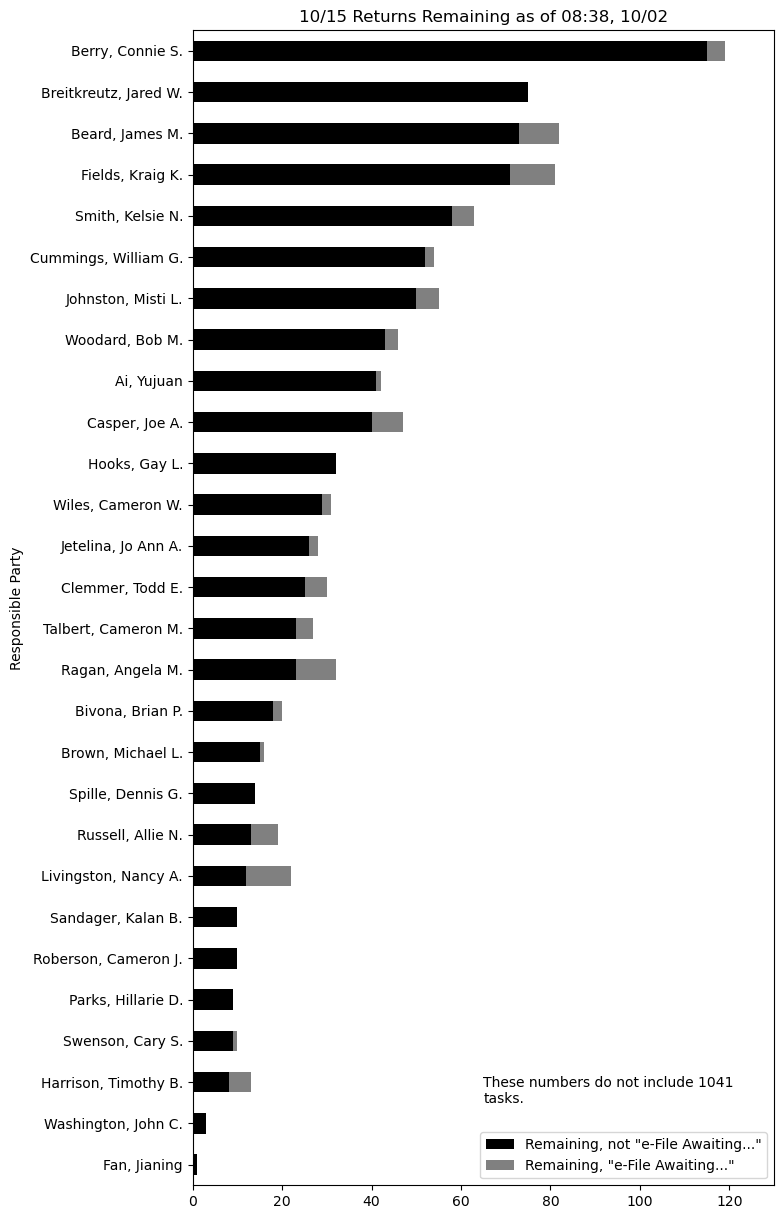 10/15 Returns Remaining as of 08:38, 10/02
Responsible Party
Berry, Connie S.
Breitkreutz, Jared W.
Beard, James M.
Fields, Kraig K.
Smith, Kelsie N.
Cummings, William G.
Johnston, Misti L.
Woodard, Bob M.
Ai, Yujuan
Casper, Joe A.
Hooks, Gay L.
Wiles, Cameron W.
Jetelina, Jo Ann A.
Clemmer, Todd E.
Talbert, Cameron M.
Ragan, Angela M.
Bivona, Brian P.
Brown, Michael L.
Spille, Dennis G.
Russell, Allie N.
Livingston, Nancy A.
Sandager, Kalan B.
Roberson, Cameron J.
Parks, Hillarie D.
Swenson, Cary S.
Harrison, Timothy B.
Washington, John C.
Fan, Jianing
These numbers do not include 1041
tasks.
Remaining, not "e-File Awaiting..."
Remaining, "e-File Awaiting..."
0 20 40 60 80 100 120